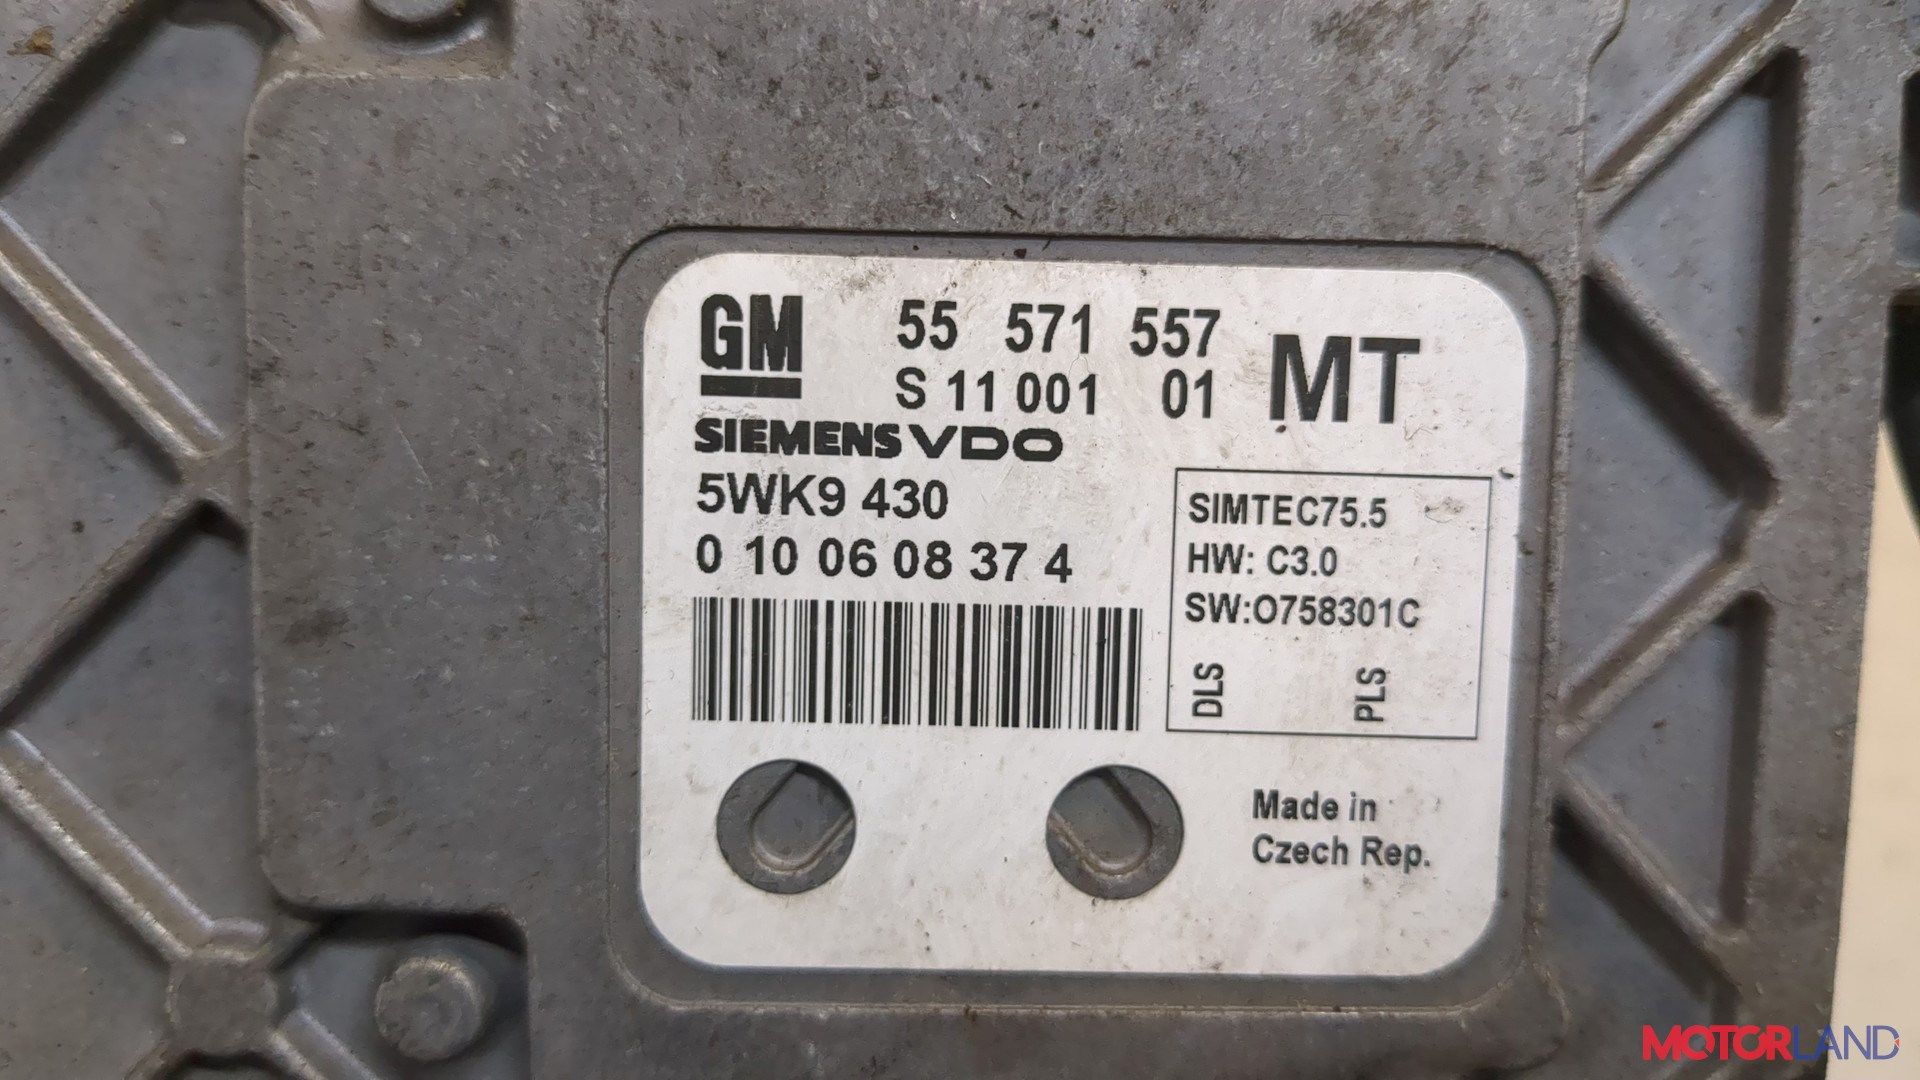 GM 55 571 557 MT
S 11 001 01
SIEMENS VDO
5WK9 430
0 10 060 08 37 4
SIMTEC75.5
HW: C3.0
SW:O758301C
DLS PLS
Made in
Czech Rep.
MOTORLAND